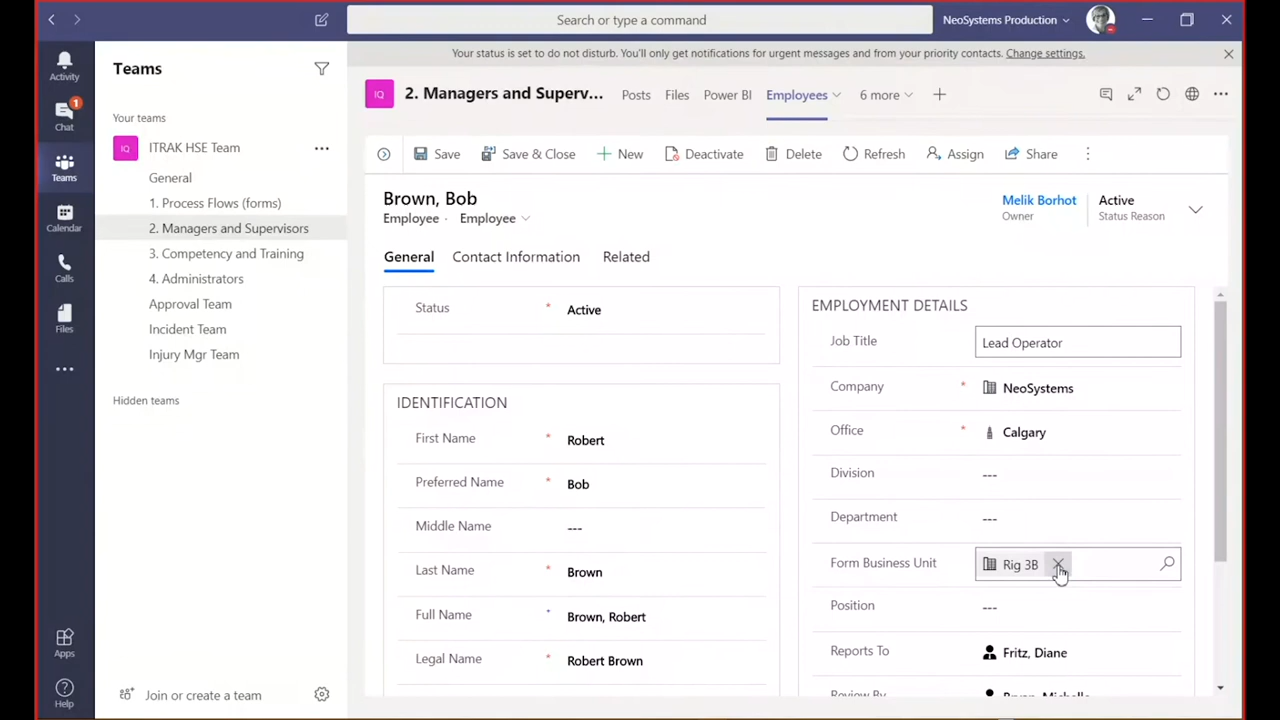 Search or type a command
NeoSystems Production
Your status is set to do not disturb. You'll only get notifications for urgent messages and from your priority contacts. Change settings.
Activity
Chat
1
Teams
Calendar
Calls
Files
Apps
Help
Teams
Your teams
IQ ITRAK HSE Team
General
1. Process Flows (forms)
2. Managers and Supervisors
3. Competency and Training
4. Administrators
Approval Team
Incident Team
Injury Mgr Team
Hidden teams
Join or create a team
IQ 2. Managers and Superv... Posts Files Power BI Employees 6 more
Save Save & Close New Deactivate Delete Refresh Assign Share
Brown, Bob
Employee · Employee
Melik Borhot
Owner
Active
Status Reason
General Contact Information Related
Status * Active
IDENTIFICATION
First Name * Robert
Preferred Name * Bob
Middle Name ---
Last Name * Brown
Full Name * Brown, Robert
Legal Name * Robert Brown
EMPLOYMENT DETAILS
Job Title Lead Operator
Company * NeoSystems
Office * Calgary
Division ---
Department ---
Form Business Unit Rig 3B
Position ---
Reports To Fritz, Diane
Review By